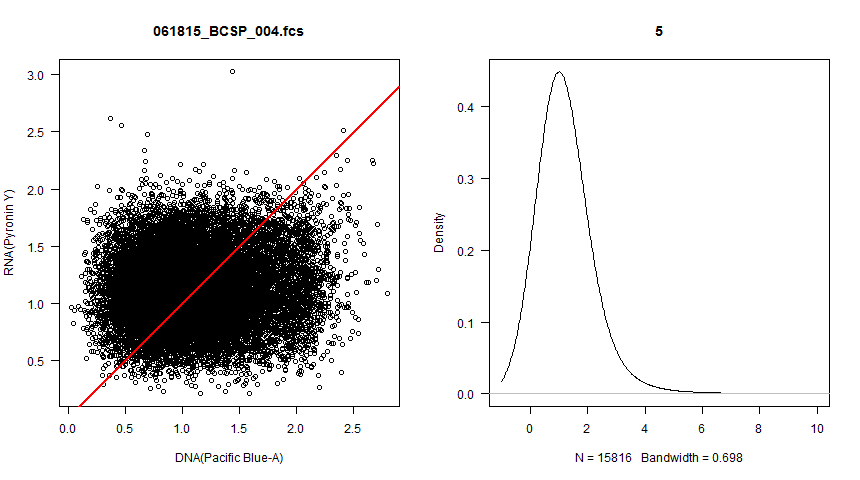 061815_BCSP_004.fcs
RNA(Pyronin Y)
3.0
2.5
2.0
1.5
1.0
0.5
0.0 0.5 1.0 1.5 2.0 2.5
DNA(Pacific Blue-A)
5
Density
0.4
0.3
0.2
0.1
0.0
0 2 4 6 8 10
N = 15816 Bandwidth = 0.698